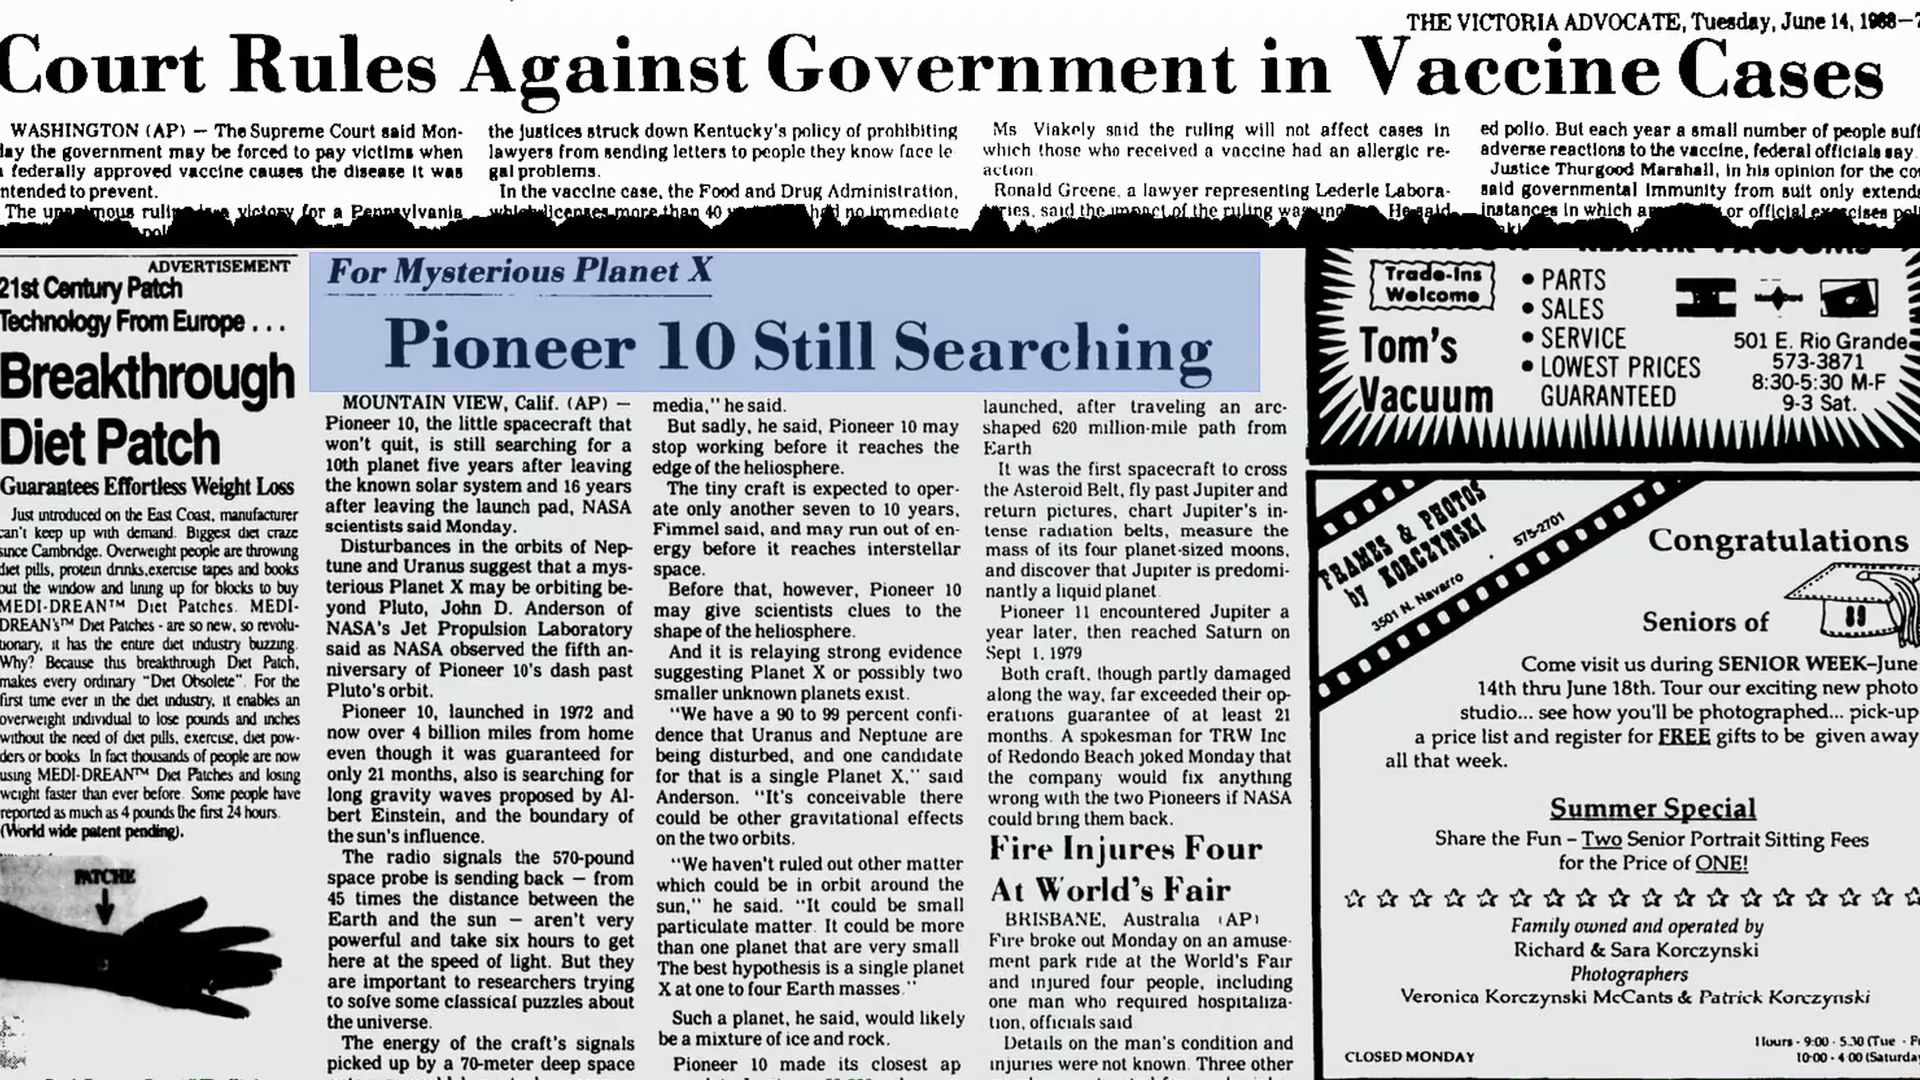 THE VICTORIA ADVOCATE, Tuesday, June 14, 1988—7
Court Rules Against Government in Vaccine Cases
WASHINGTON (AP) — The Supreme Court said Mon-
day the government may be forced to pay victims when
a federally approved vaccine causes the disease it was
intended to prevent.
The unanimous ruling victory for a Pennsylvania
the justices struck down Kentucky's policy of prohibiting
lawyers from sending letters to people they know face le
gal problems.
In the vaccine case, the Food and Drug Administration,
which licenses more than 40 had no immediate
Ms Viakely said the ruling will not affect cases in
which those who received a vaccine had an allergic re-
action
Ronald Greene, a lawyer representing Lederle Labora-
tories, said the impact of the ruling was He said
ed polio. But each year a small number of people suff
adverse reactions to the vaccine, federal officials say
Justice Thurgood Marshall, in his opinion for the co
said governmental immunity from suit only extends
instances in which or official exercises poli
ADVERTISEMENT
21st Century Patch
Technology From Europe . . .
Breakthrough
Diet Patch
Guarantees Effortless Weight Loss
Just introduced on the East Coast, manufacturer
can't keep up with demand. Biggest diet craze
since Cambridge. Overweight people are throwing
diet pills, protein drinks,exercise tapes and books
out the window and lining up for blocks to buy
MEDI-DREAN™ Diet Patches. MEDI-
DREAN's™ Diet Patches - are so new, so revolu-
tionary, it has the entire diet industry buzzing.
Why? Because this breakthrough Diet Patch,
makes every ordinary "Diet Obsolete". For the
first time ever in the diet industry, it enables an
overweight individual to lose pounds and inches
without the need of diet pills, exercise, diet pow-
ders or books In fact thousands of people are now
using MEDI-DREAN™ Diet Patches and losing
weight faster than ever before. Some people have
reported as much as 4 pounds the first 24 hours.
(World wide patent pending).
PATCHE
For Mysterious Planet X
Pioneer 10 Still Searching
MOUNTAIN VIEW, Calif. (AP) —
Pioneer 10, the little spacecraft that
won't quit, is still searching for a
10th planet five years after leaving
the known solar system and 16 years
after leaving the launch pad, NASA
scientists said Monday.
Disturbances in the orbits of Nep-
tune and Uranus suggest that a mys-
terious Planet X may be orbiting be-
yond Pluto, John D. Anderson of
NASA's Jet Propulsion Laboratory
said as NASA observed the fifth an-
niversary of Pioneer 10's dash past
Pluto's orbit.
Pioneer 10, launched in 1972 and
now over 4 billion miles from home
even though it was guaranteed for
only 21 months, also is searching for
long gravity waves proposed by Al-
bert Einstein, and the boundary of
the sun's influence.
The radio signals the 570-pound
space probe is sending back — from
45 times the distance between the
Earth and the sun — aren't very
powerful and take six hours to get
here at the speed of light. But they
are important to researchers trying
to solve some classical puzzles about
the universe.
The energy of the craft's signals
picked up by a 70-meter deep space
media," he said.
But sadly, he said, Pioneer 10 may
stop working before it reaches the
edge of the heliosphere.
The tiny craft is expected to oper-
ate only another seven to 10 years,
Fimmel said, and may run out of en-
ergy before it reaches interstellar
space.
Before that, however, Pioneer 10
may give scientists clues to the
shape of the heliosphere.
And it is relaying strong evidence
suggesting Planet X or possibly two
smaller unknown planets exist.
"We have a 90 to 99 percent confi-
dence that Uranus and Neptune are
being disturbed, and one candidate
for that is a single Planet X," said
Anderson. "It's conceivable there
could be other gravitational effects
on the two orbits.
"We haven't ruled out other matter
which could be in orbit around the
sun," he said. "It could be small
particulate matter. It could be more
than one planet that are very small
The best hypothesis is a single planet
X at one to four Earth masses."
Such a planet, he said, would likely
be a mixture of ice and rock.
Pioneer 10 made its closest ap
launched, after traveling an arc-
shaped 620 million-mile path from
Earth
It was the first spacecraft to cross
the Asteroid Belt, fly past Jupiter and
return pictures, chart Jupiter's in-
tense radiation belts, measure the
mass of its four planet-sized moons,
and discover that Jupiter is predomi-
nantly a liquid planet
Pioneer 11 encountered Jupiter a
year later, then reached Saturn on
Sept 1, 1979
Both craft, though partly damaged
along the way, far exceeded their op-
erations guarantee of at least 21
months. A spokesman for TRW Inc
of Redondo Beach joked Monday that
the company would fix anything
wrong with the two Pioneers if NASA
could bring them back.
Fire Injures Four
At World's Fair
BRISBANE, Australia (AP)
Fire broke out Monday on an amuse-
ment park ride at the World's Fair
and injured four people, including
one man who required hospitaliza-
tion, officials said
Details on the man's condition and
injuries were not known. Three other
Trade-Ins
Welcome
Tom's
Vacuum
• PARTS
• SALES
• SERVICE
• LOWEST PRICES
GUARANTEED
501 E. Rio Grande
573-3871
8:30-5:30 M-F
9-3 Sat.
FRAMES & PHOTOS
by KORCZYNSKI
3501 N. Navarro • 575-2701
Congratulations
Seniors of
Come visit us during SENIOR WEEK–June
14th thru June 18th. Tour our exciting new photo
studio... see how you'll be photographed... pick-up
a price list and register for FREE gifts to be given away
all that week.
Summer Special
Share the Fun – Two Senior Portrait Sitting Fees
for the Price of ONE!
Family owned and operated by
Richard & Sara Korczynski
Photographers
Veronica Korczynski McCants & Patrick Korczynski
CLOSED MONDAY
Hours - 9:00 - 5:30 (Tue - F
10:00 - 4:00 (Saturday